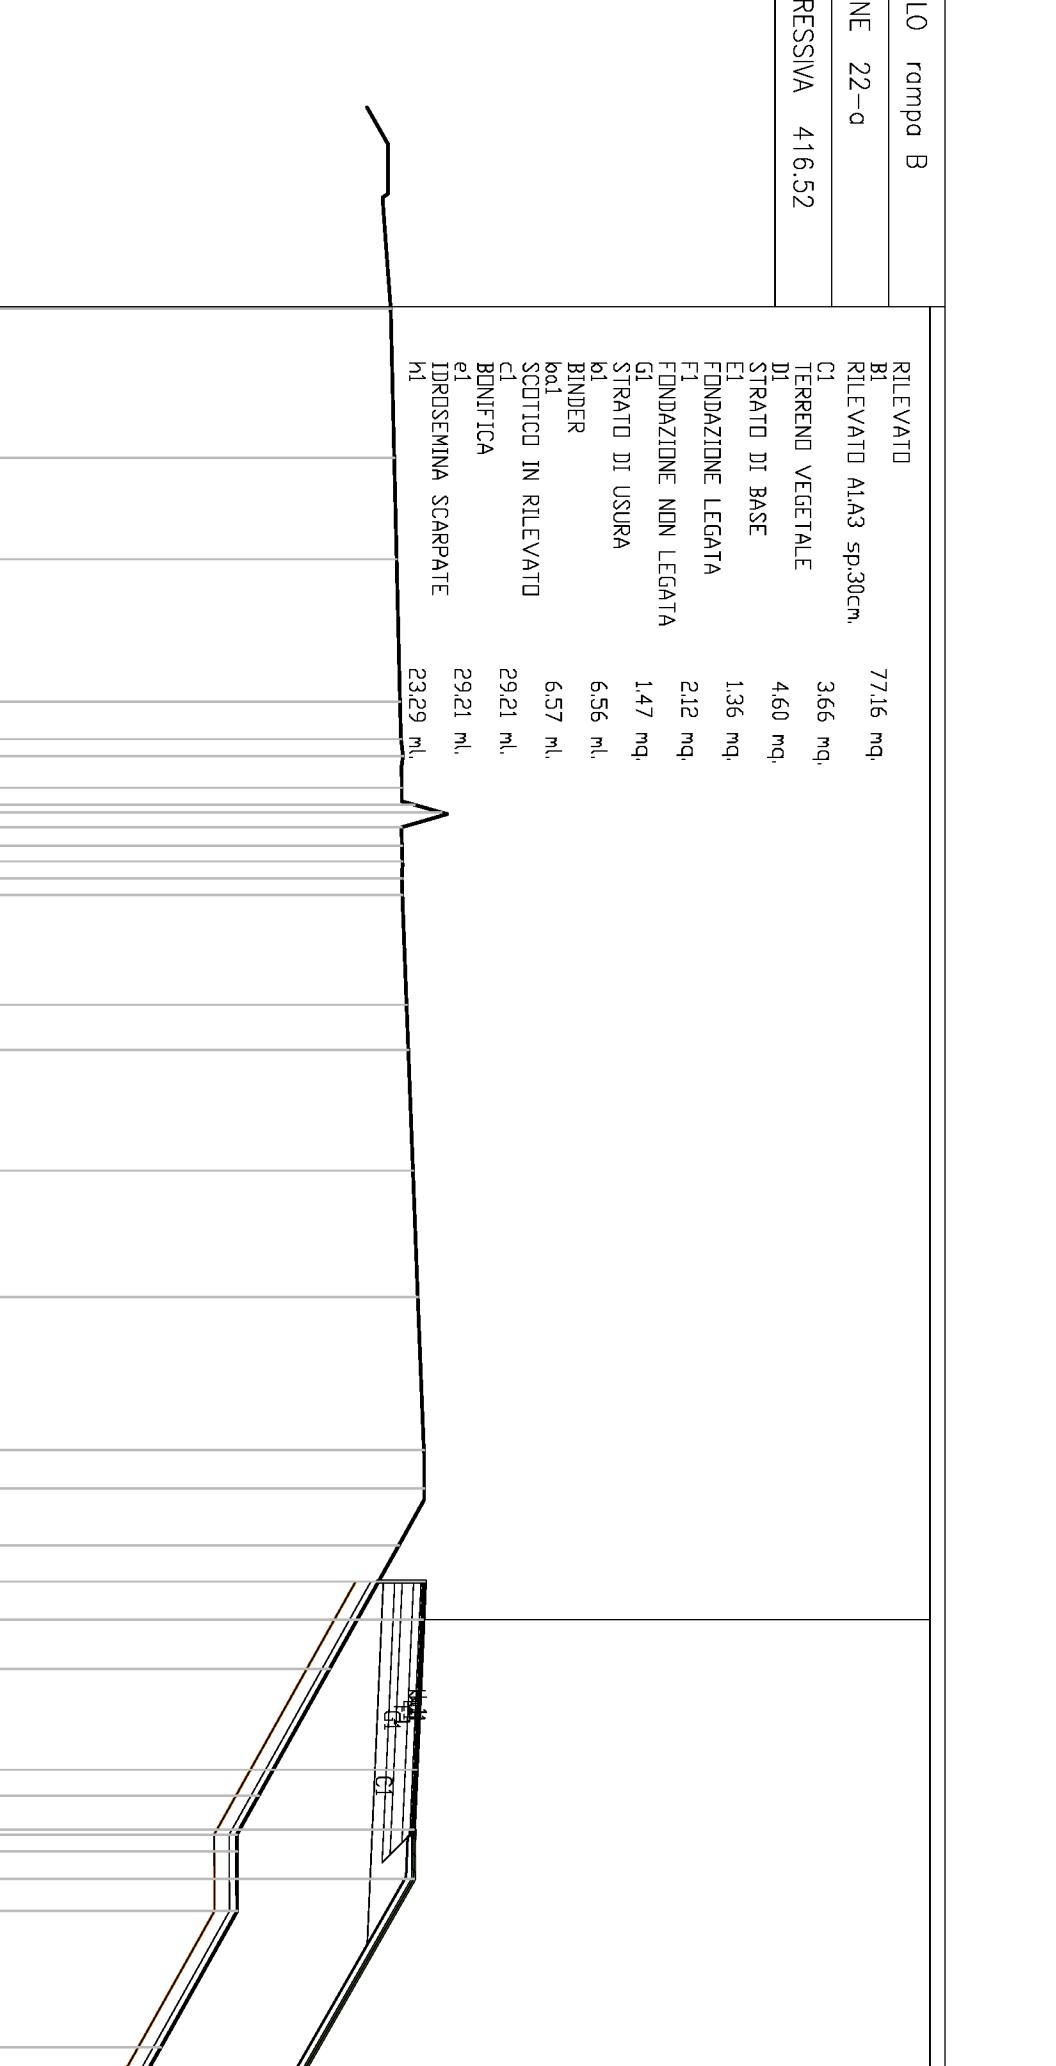 LO rampa B
NE 22-a
RESSIVA 416.52
RILEVATO
B1 77.16 mq.
RILEVATO A1.A3 sp.30cm.
C1 3.66 mq.
TERRENO VEGETALE
D1 4.60 mq.
STRATO DI BASE
E1 1.36 mq.
FONDAZIONE LEGATA
F1 2.12 mq.
FONDAZIONE NON LEGATA
G1 1.47 mq.
STRATO DI USURA
b1 6.56 ml.
BINDER
ba1 6.57 ml.
SCOTICO IN RILEVATO
c1 29.21 ml.
BONIFICA
e1 29.21 ml.
IDROSEMINA SCARPATE
h1 23.29 ml.
G1
C1